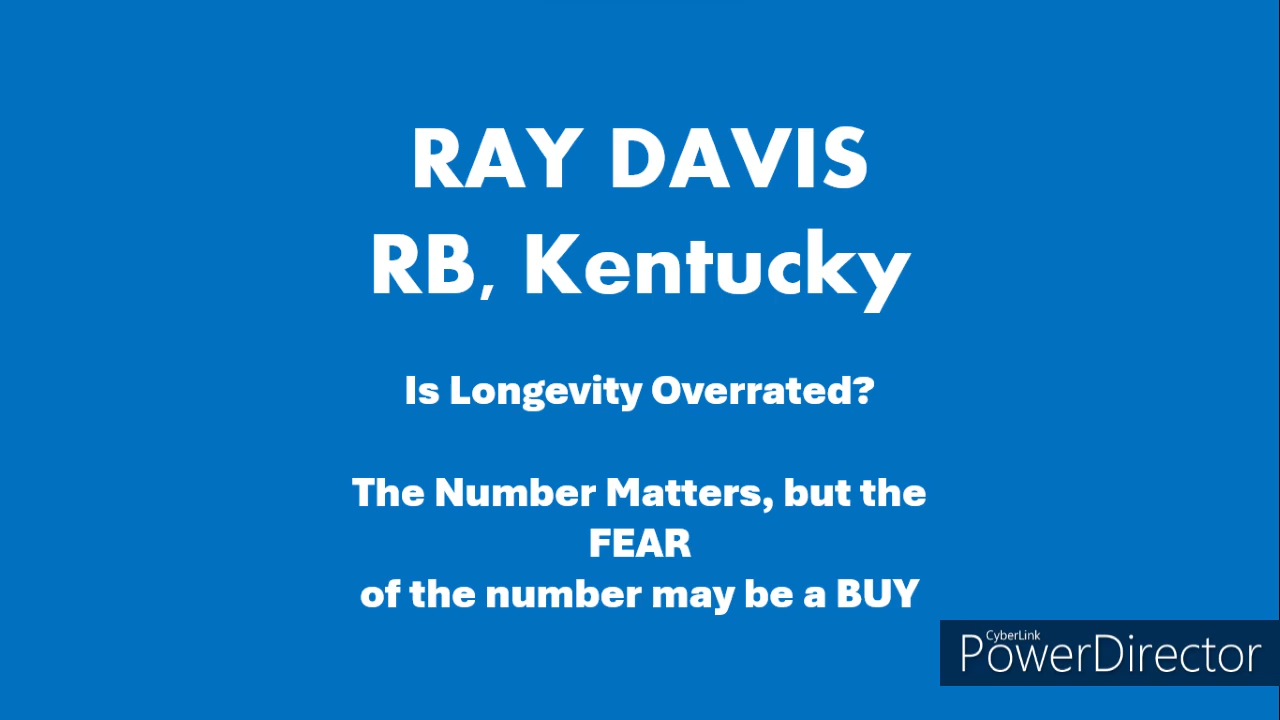 RAY DAVIS
RB, Kentucky
Is Longevity Overrated?
The Number Matters, but the
FEAR
of the number may be a BUY
CyberLink
PowerDirector